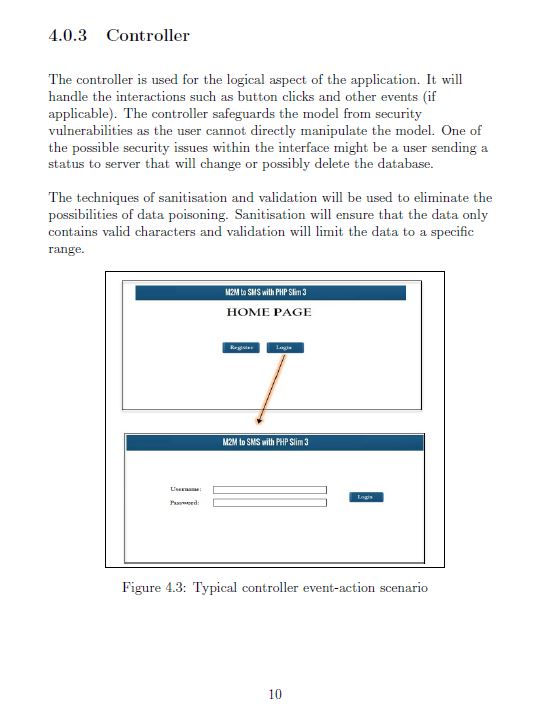 4.0.3 Controller
The controller is used for the logical aspect of the application. It will
handle the interactions such as button clicks and other events (if
applicable). The controller safeguards the model from security
vulnerabilities as the user cannot directly manipulate the model. One of
the possible security issues within the interface might be a user sending a
status to server that will change or possibly delete the database.
The techniques of sanitisation and validation will be used to eliminate the
possibilities of data poisoning. Sanitisation will ensure that the data only
contains valid characters and validation will limit the data to a specific
range.
M2M to SMS with PHP Slim 3
HOME PAGE
Register Login
M2M to SMS with PHP Slim 3
Username:
Login
Password:
Figure 4.3: Typical controller event-action scenario
10